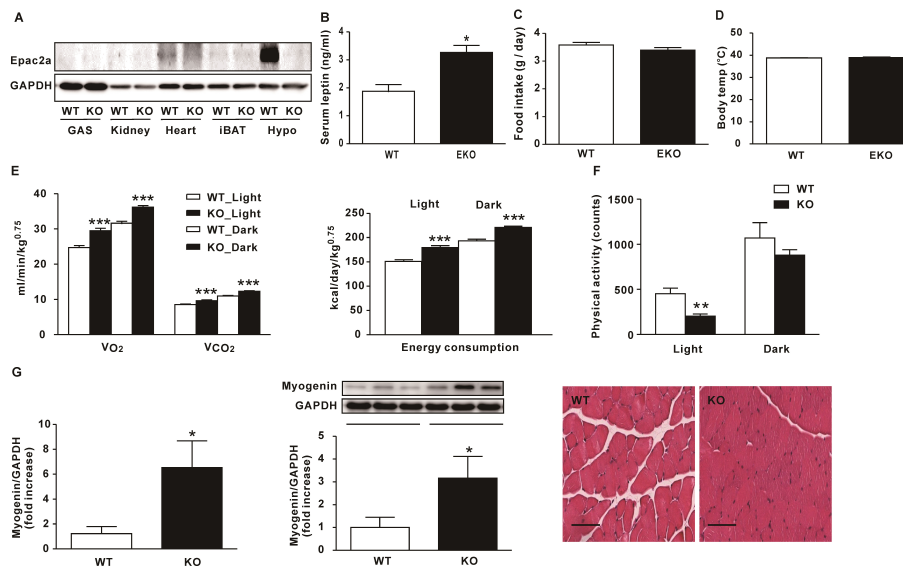 A
Epac2a
GAPDH
WT KO WT KO WT KO WT KO WT KO
GAS Kidney Heart iBAT Hypo
B
Serum leptin (ng/ml)
4
3
2
1
0
*
WT EKO
C
Food intake (g / day)
4
3
2
1
0
WT EKO
D
Body temp (°C)
50
40
30
20
10
0
WT EKO
E
ml/min/kg0.75
40
30
20
10
0
WT_Light
KO_Light
WT_Dark
KO_Dark
*** *** *** ***
VO2 VCO2
kcal/day/kg0.75
250
200
150
100
50
0
Light Dark
*** ***
Energy consumption
F
Physical activity (counts)
1500
1000
500
0
WT
KO
**
Light Dark
G
Myogenin/GAPDH
(fold increase)
10
8
6
4
2
0
*
WT KO
Myogenin
GAPDH
Myogenin/GAPDH
(fold increase)
5
4
3
2
1
0
*
WT KO
WT KO